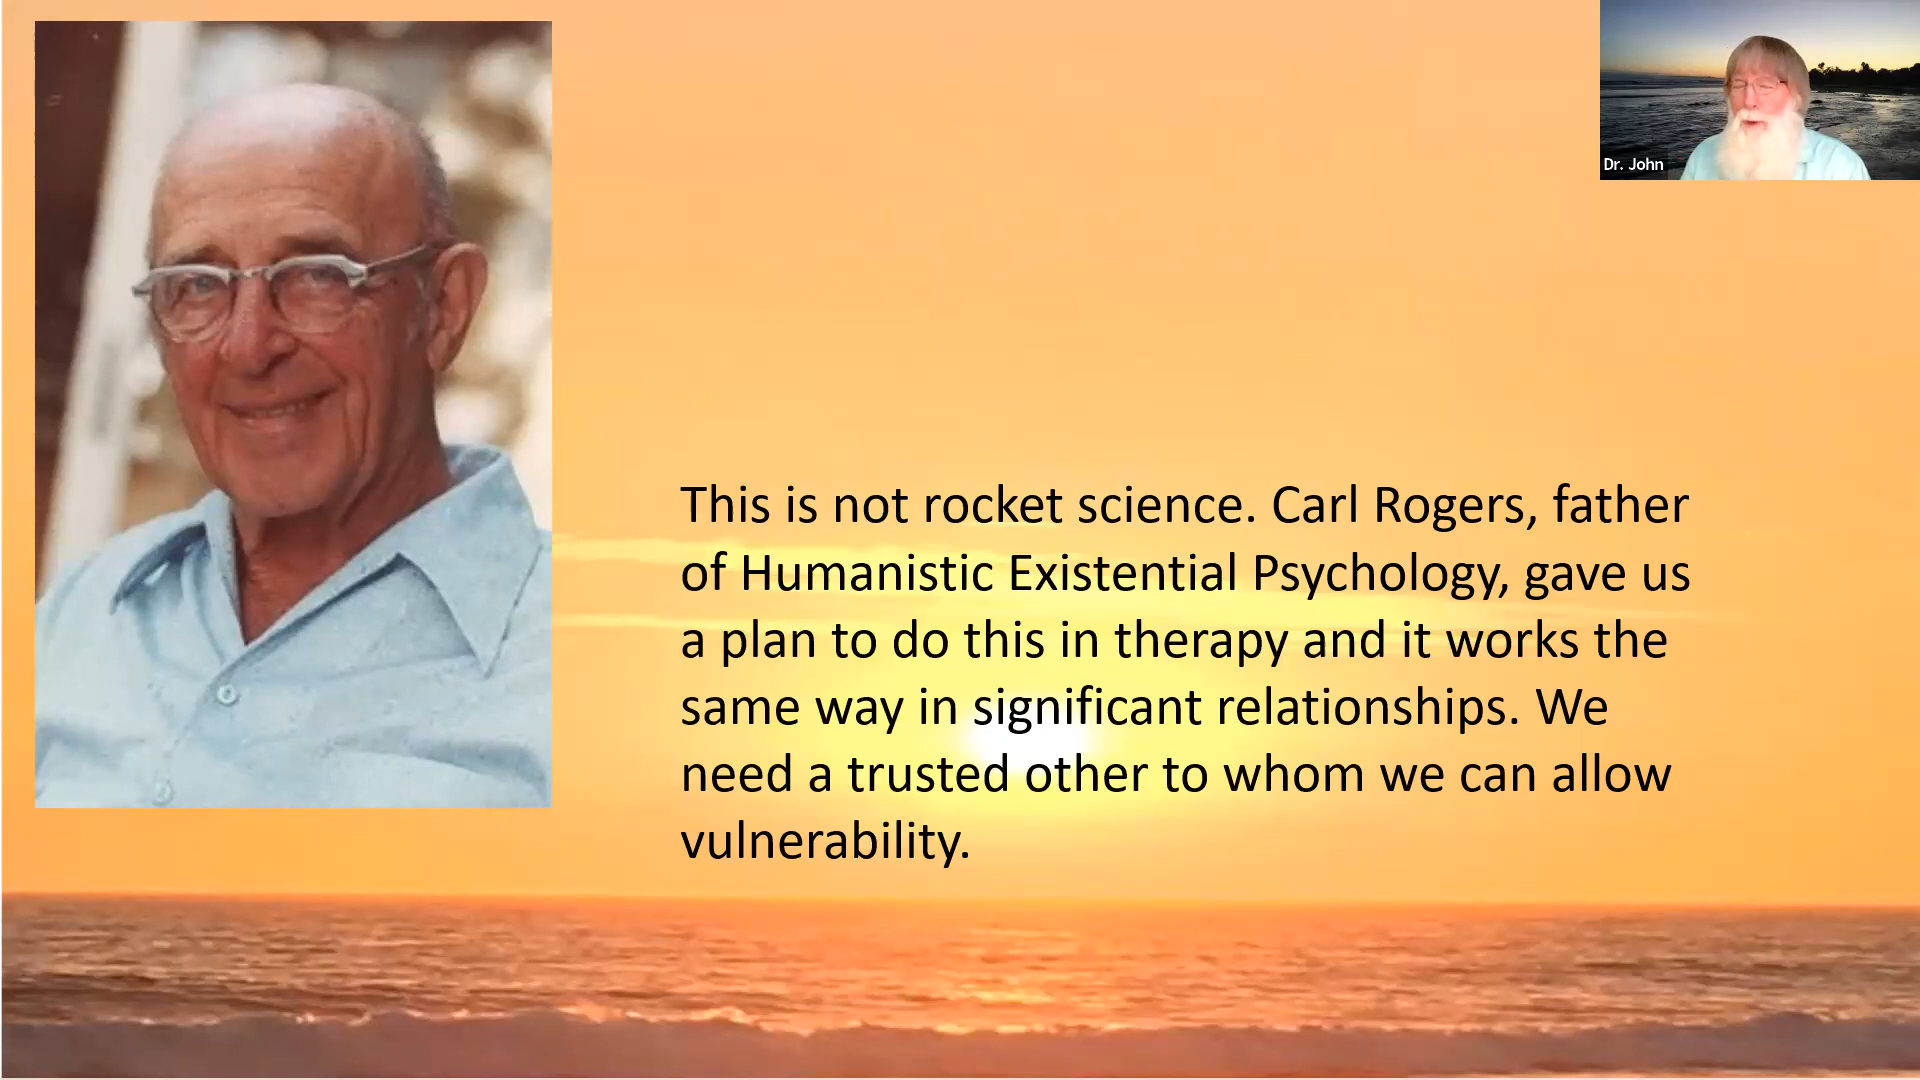 Dr. John
This is not rocket science. Carl Rogers, father
of Humanistic Existential Psychology, gave us
a plan to do this in therapy and it works the
same way in significant relationships. We
need a trusted other to whom we can allow
vulnerability.